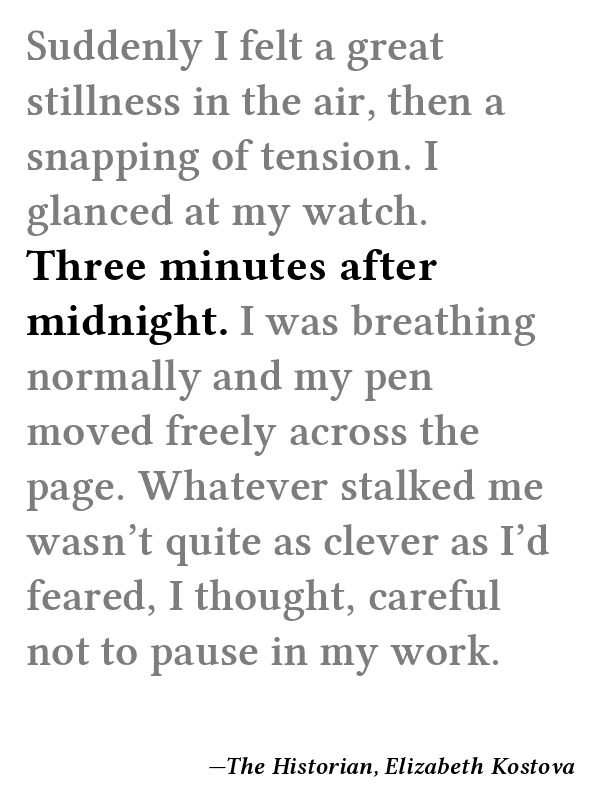 Suddenly I felt a great
stillness in the air, then a
snapping of tension. I
glanced at my watch.
Three minutes after
midnight. I was breathing
normally and my pen
moved freely across the
page. Whatever stalked me
wasn’t quite as clever as I’d
feared, I thought, careful
not to pause in my work.
—The Historian, Elizabeth Kostova